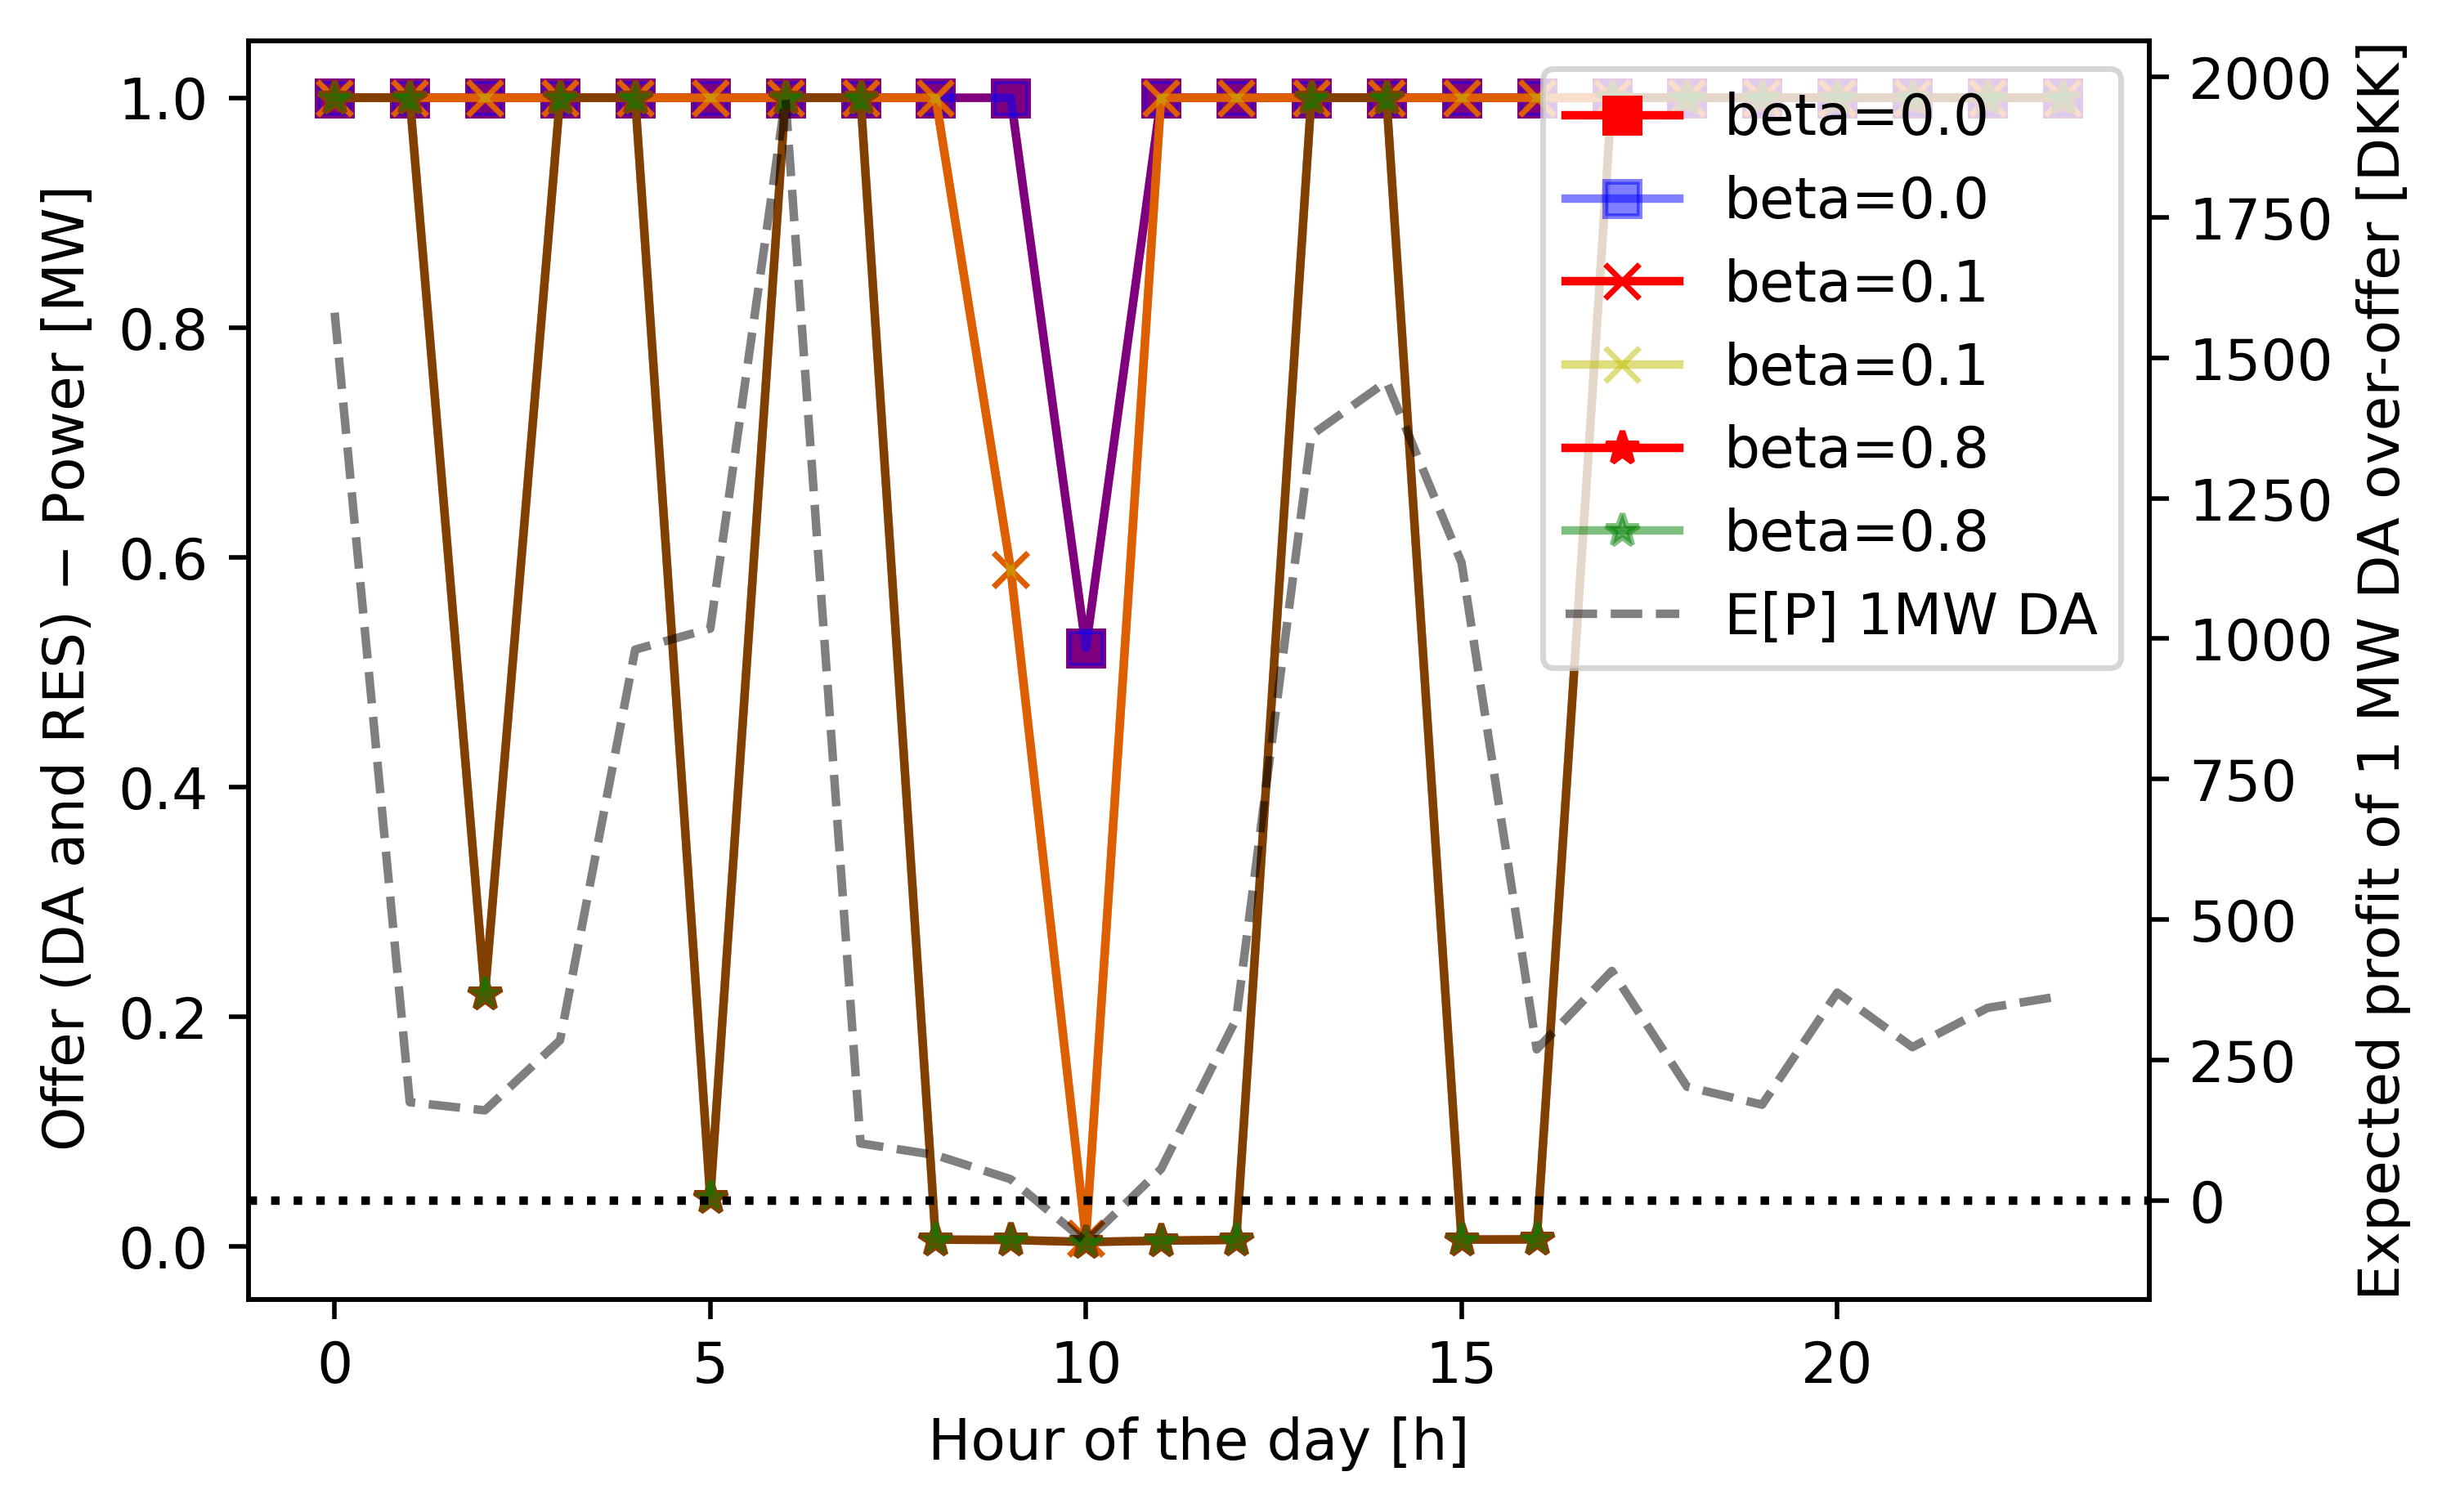 Offer (DA and RES) − Power [MW]
1.0
0.8
0.6
0.4
0.2
0.0
beta=0.0
beta=0.0
beta=0.1
beta=0.1
beta=0.8
beta=0.8
E[P] 1MW DA
2000
1750
1500
1250
1000
750
500
250
0
Expected profit of 1 MW DA over-offer [DKK]
0 5 10 15 20
Hour of the day [h]